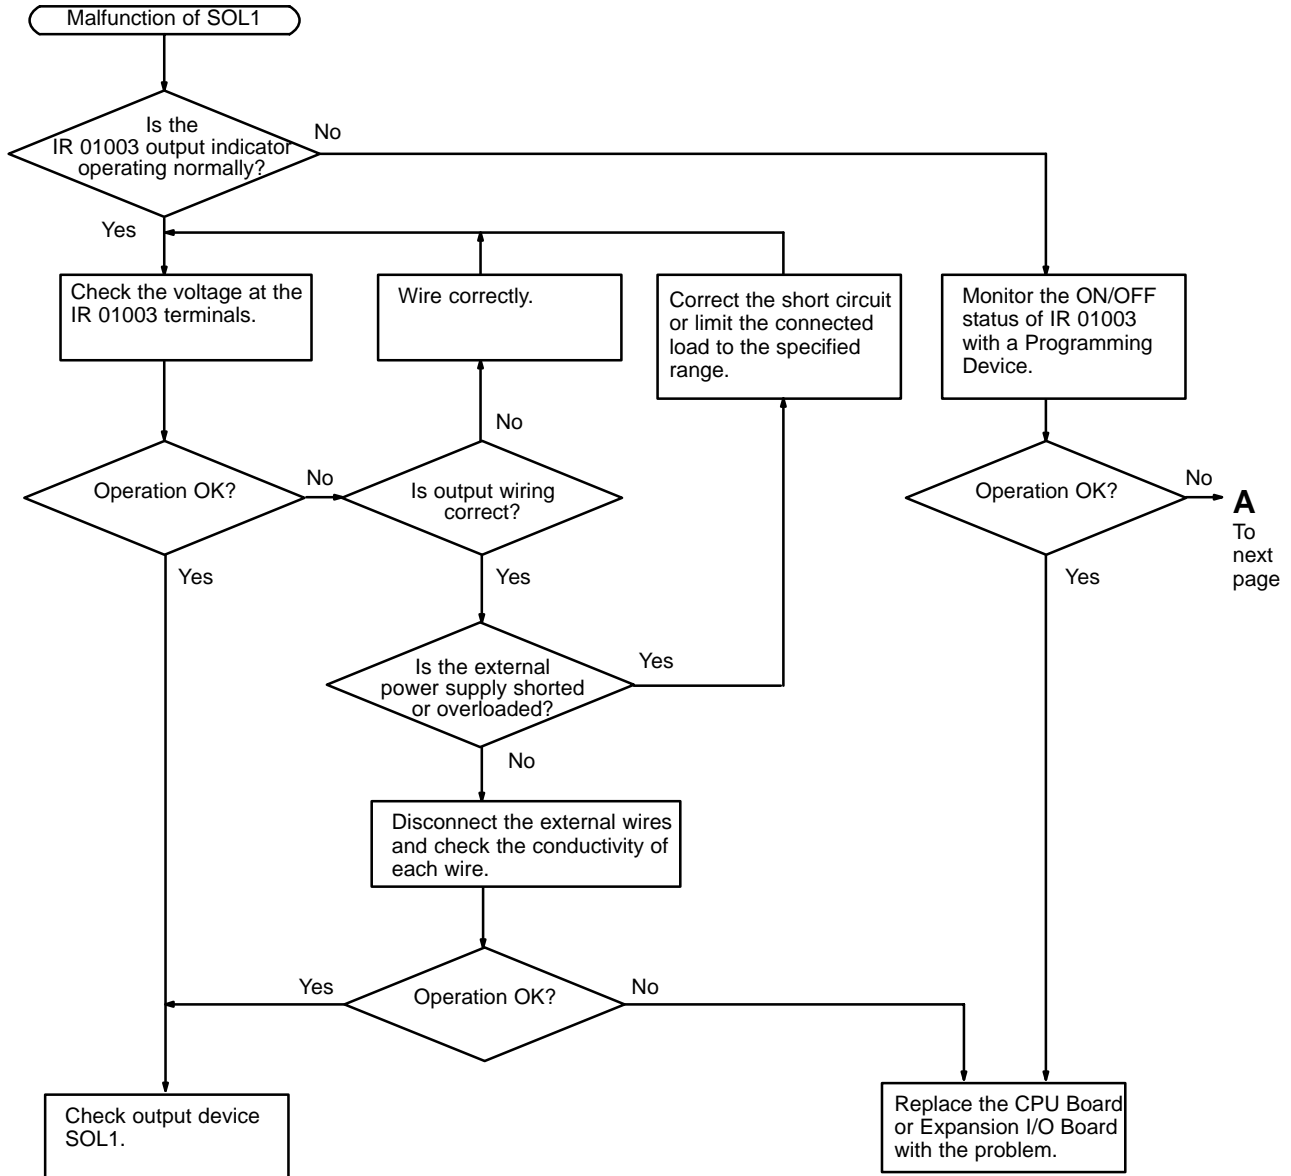 Malfunction of SOL1
Is the
IR 01003 output indicator
operating normally?
No
Yes
Check the voltage at the
IR 01003 terminals.
Wire correctly.
Correct the short circuit
or limit the connected
load to the specified
range.
Monitor the ON/OFF
status of IR 01003
with a Programming
Device.
No
Operation OK?
No
Is output wiring
correct?
Operation OK?
No
A
To
next
page
Yes
Yes
Yes
Is the external
power supply shorted
or overloaded?
Yes
No
Disconnect the external wires
and check the conductivity of
each wire.
Yes
Operation OK?
No
Check output device
SOL1.
Replace the CPU Board
or Expansion I/O Board
with the problem.